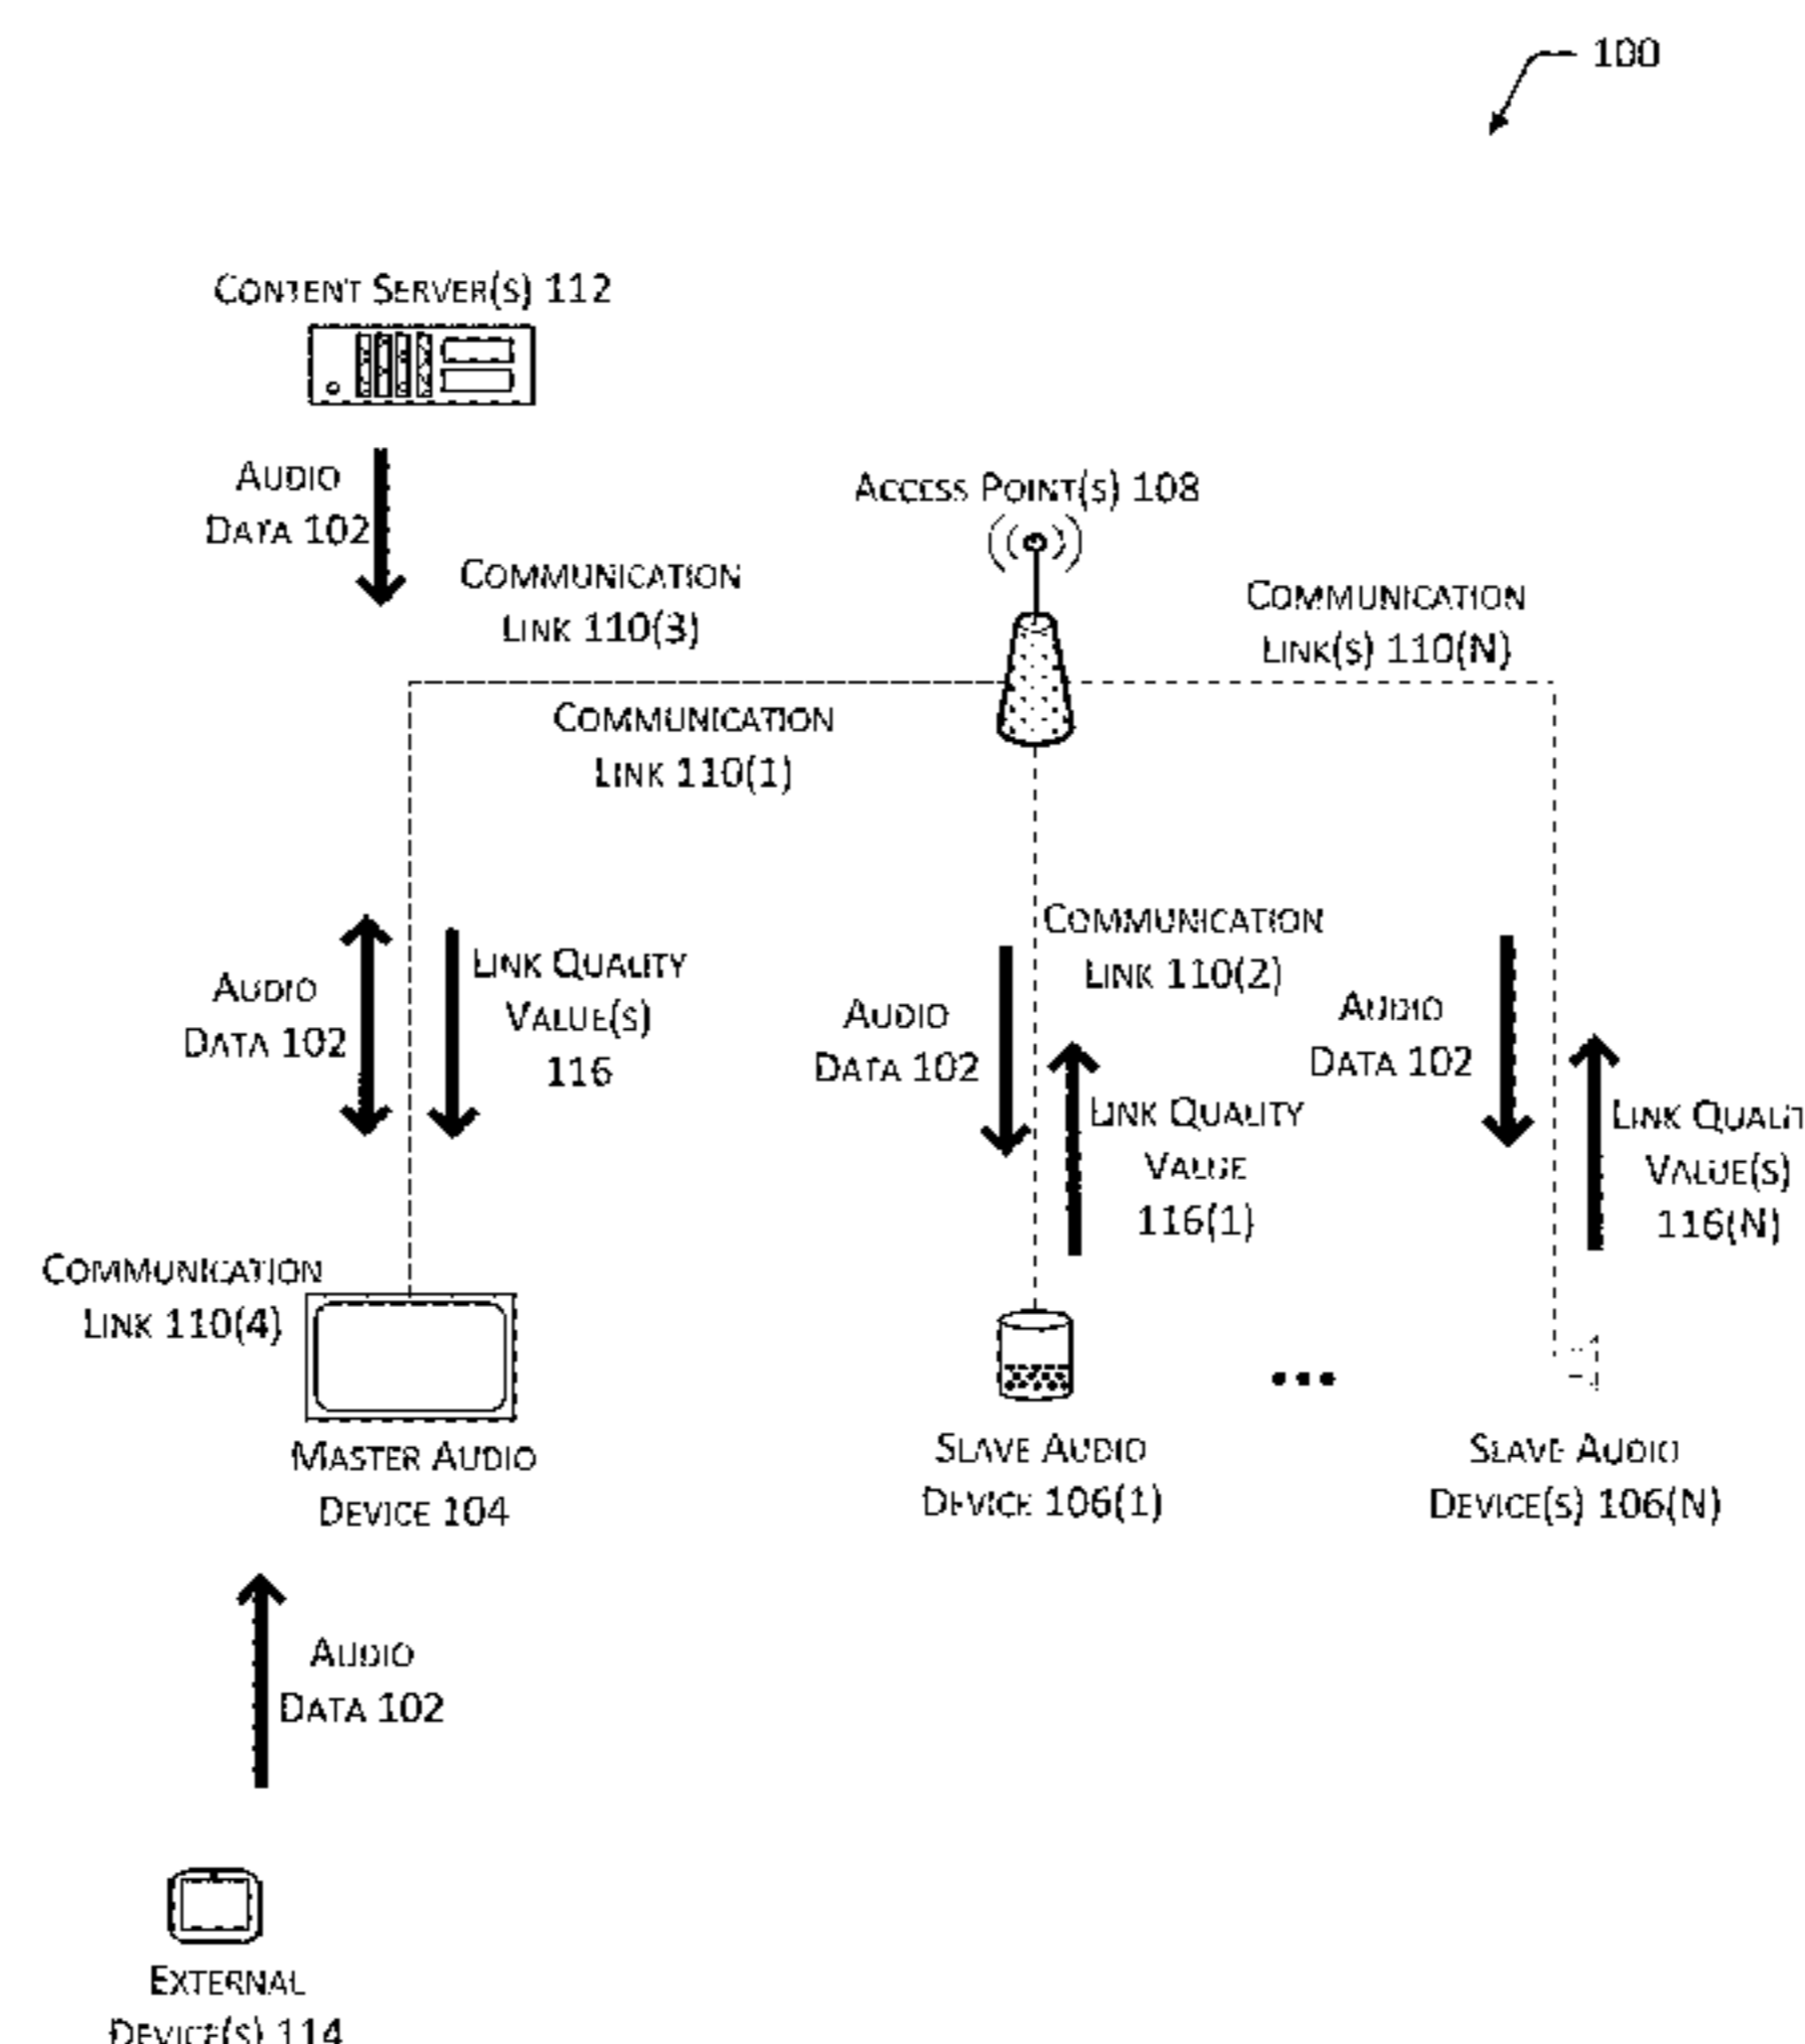 100
CONTENT SERVER(S) 112
AUDIO
DATA 102
ACCESS POINT(S) 108
COMMUNICATION
LINK 110(3)
COMMUNICATION
LINK(S) 110(N)
COMMUNICATION
LINK 110(1)
AUDIO
DATA 102
LINK QUALITY
VALUE(S)
116
COMMUNICATION
LINK 110(2)
AUDIO
DATA 102
LINK QUALITY
VALUE
116(1)
AUDIO
DATA 102
LINK QUALIT
VALUE(S)
116(N)
COMMUNICATION
LINK 110(4)
MASTER AUDIO
DEVICE 104
SLAVE AUDIO
DEVICE 106(1)
SLAVE AUDIO
DEVICE(S) 106(N)
AUDIO
DATA 102
EXTERNAL
DEVICE(S) 114